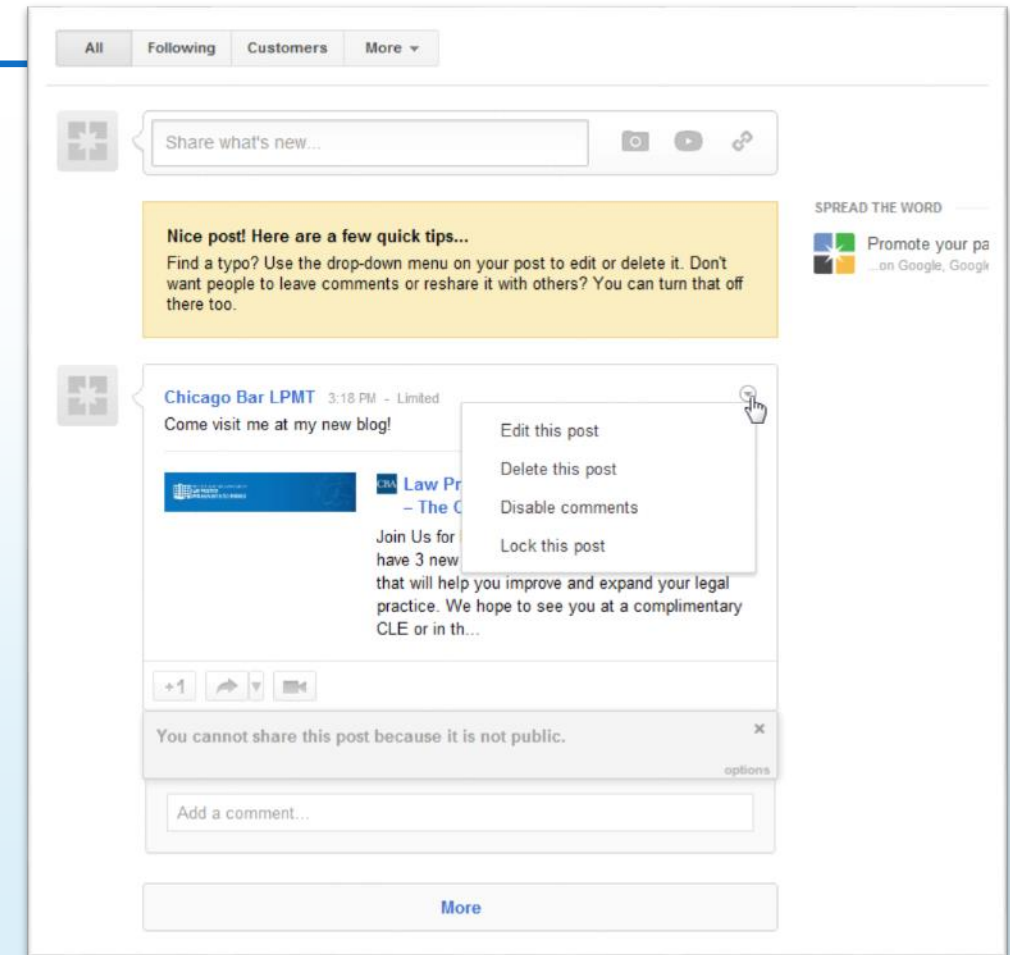 All Following Customers More
Share what's new...
SPREAD THE WORD
Promote your pa
...on Google, Googl
Nice post! Here are a few quick tips...
Find a typo? Use the drop-down menu on your post to edit or delete it. Don't
want people to leave comments or reshare it with others? You can turn that off
there too.
Chicago Bar LPMT 3:18 PM - Limited
Come visit me at my new blog!
Edit this post
Delete this post
Disable comments
Lock this post
CBA Law Pr
– The C
Join Us for
have 3 new
that will help you improve and expand your legal
practice. We hope to see you at a complimentary
CLE or in th...
+1
You cannot share this post because it is not public.
options
Add a comment...
More